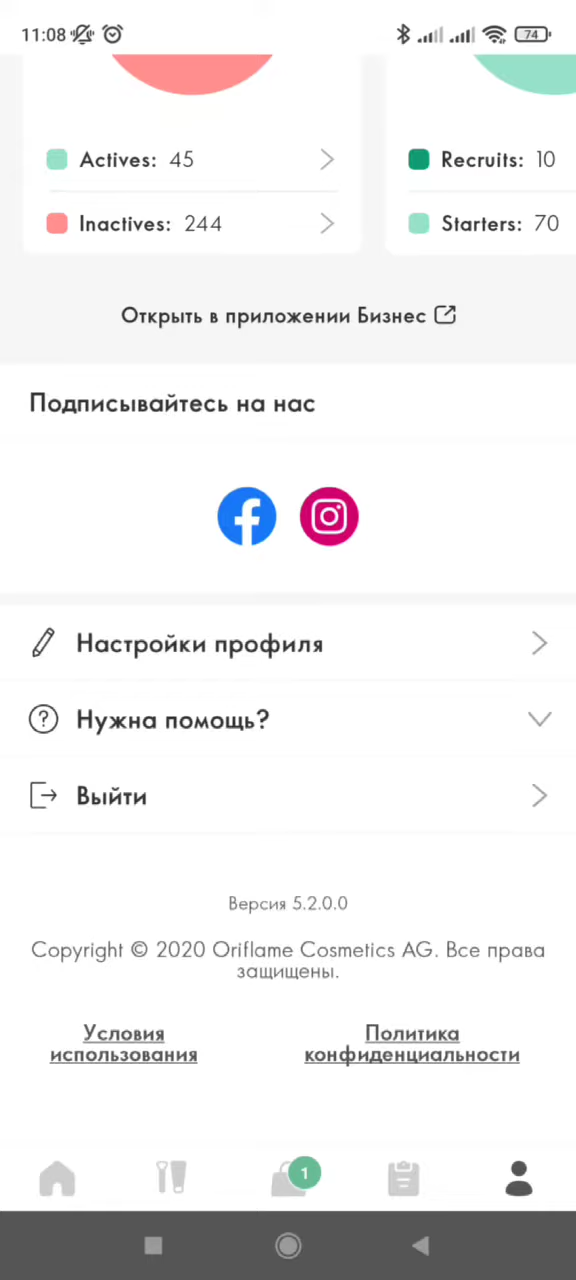 11:08 74
Actives: 45
Recruits: 10
Inactives: 244
Starters: 70
Открыть в приложении Бизнес
Подписывайтесь на нас
Настройки профиля
Нужна помощь?
Выйти
Версия 5.2.0.0
Copyright © 2020 Oriflame Cosmetics AG. Все права
защищены.
Условия
использования
Политика
конфиденциальности
1